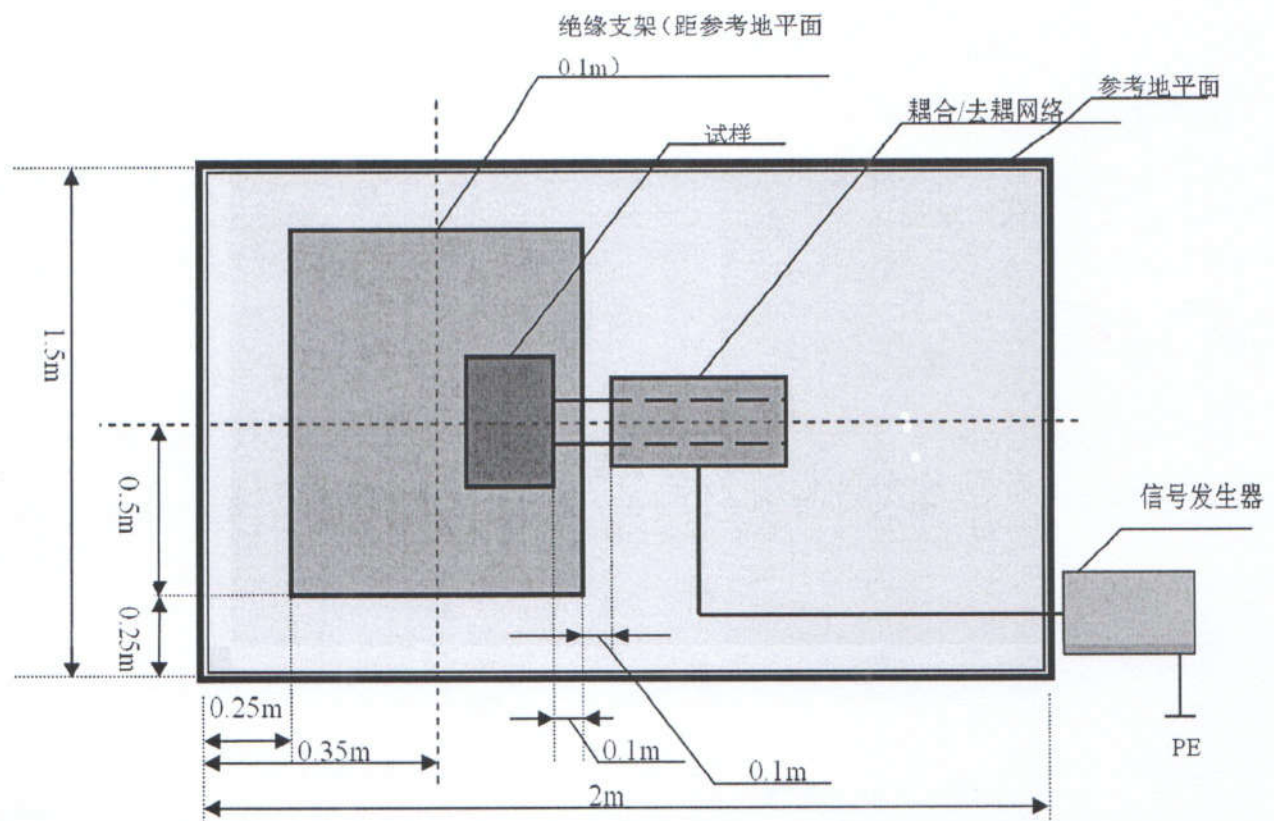 绝缘支架(距参考地平面
0.1m)
参考地平面
耦合/去耦网络
试样
1.5m
0.5m
信号发生器
0.25m
0.25m
0.35m
0.1m
0.1m
PE
2m